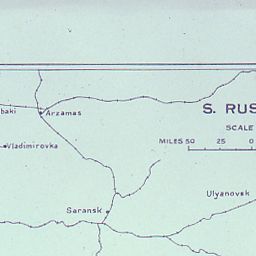 S. RUS
baki
Arzamas
SCALE
MILES 50 25 0
Vladimirovka
Ulyanovsk
Saransk